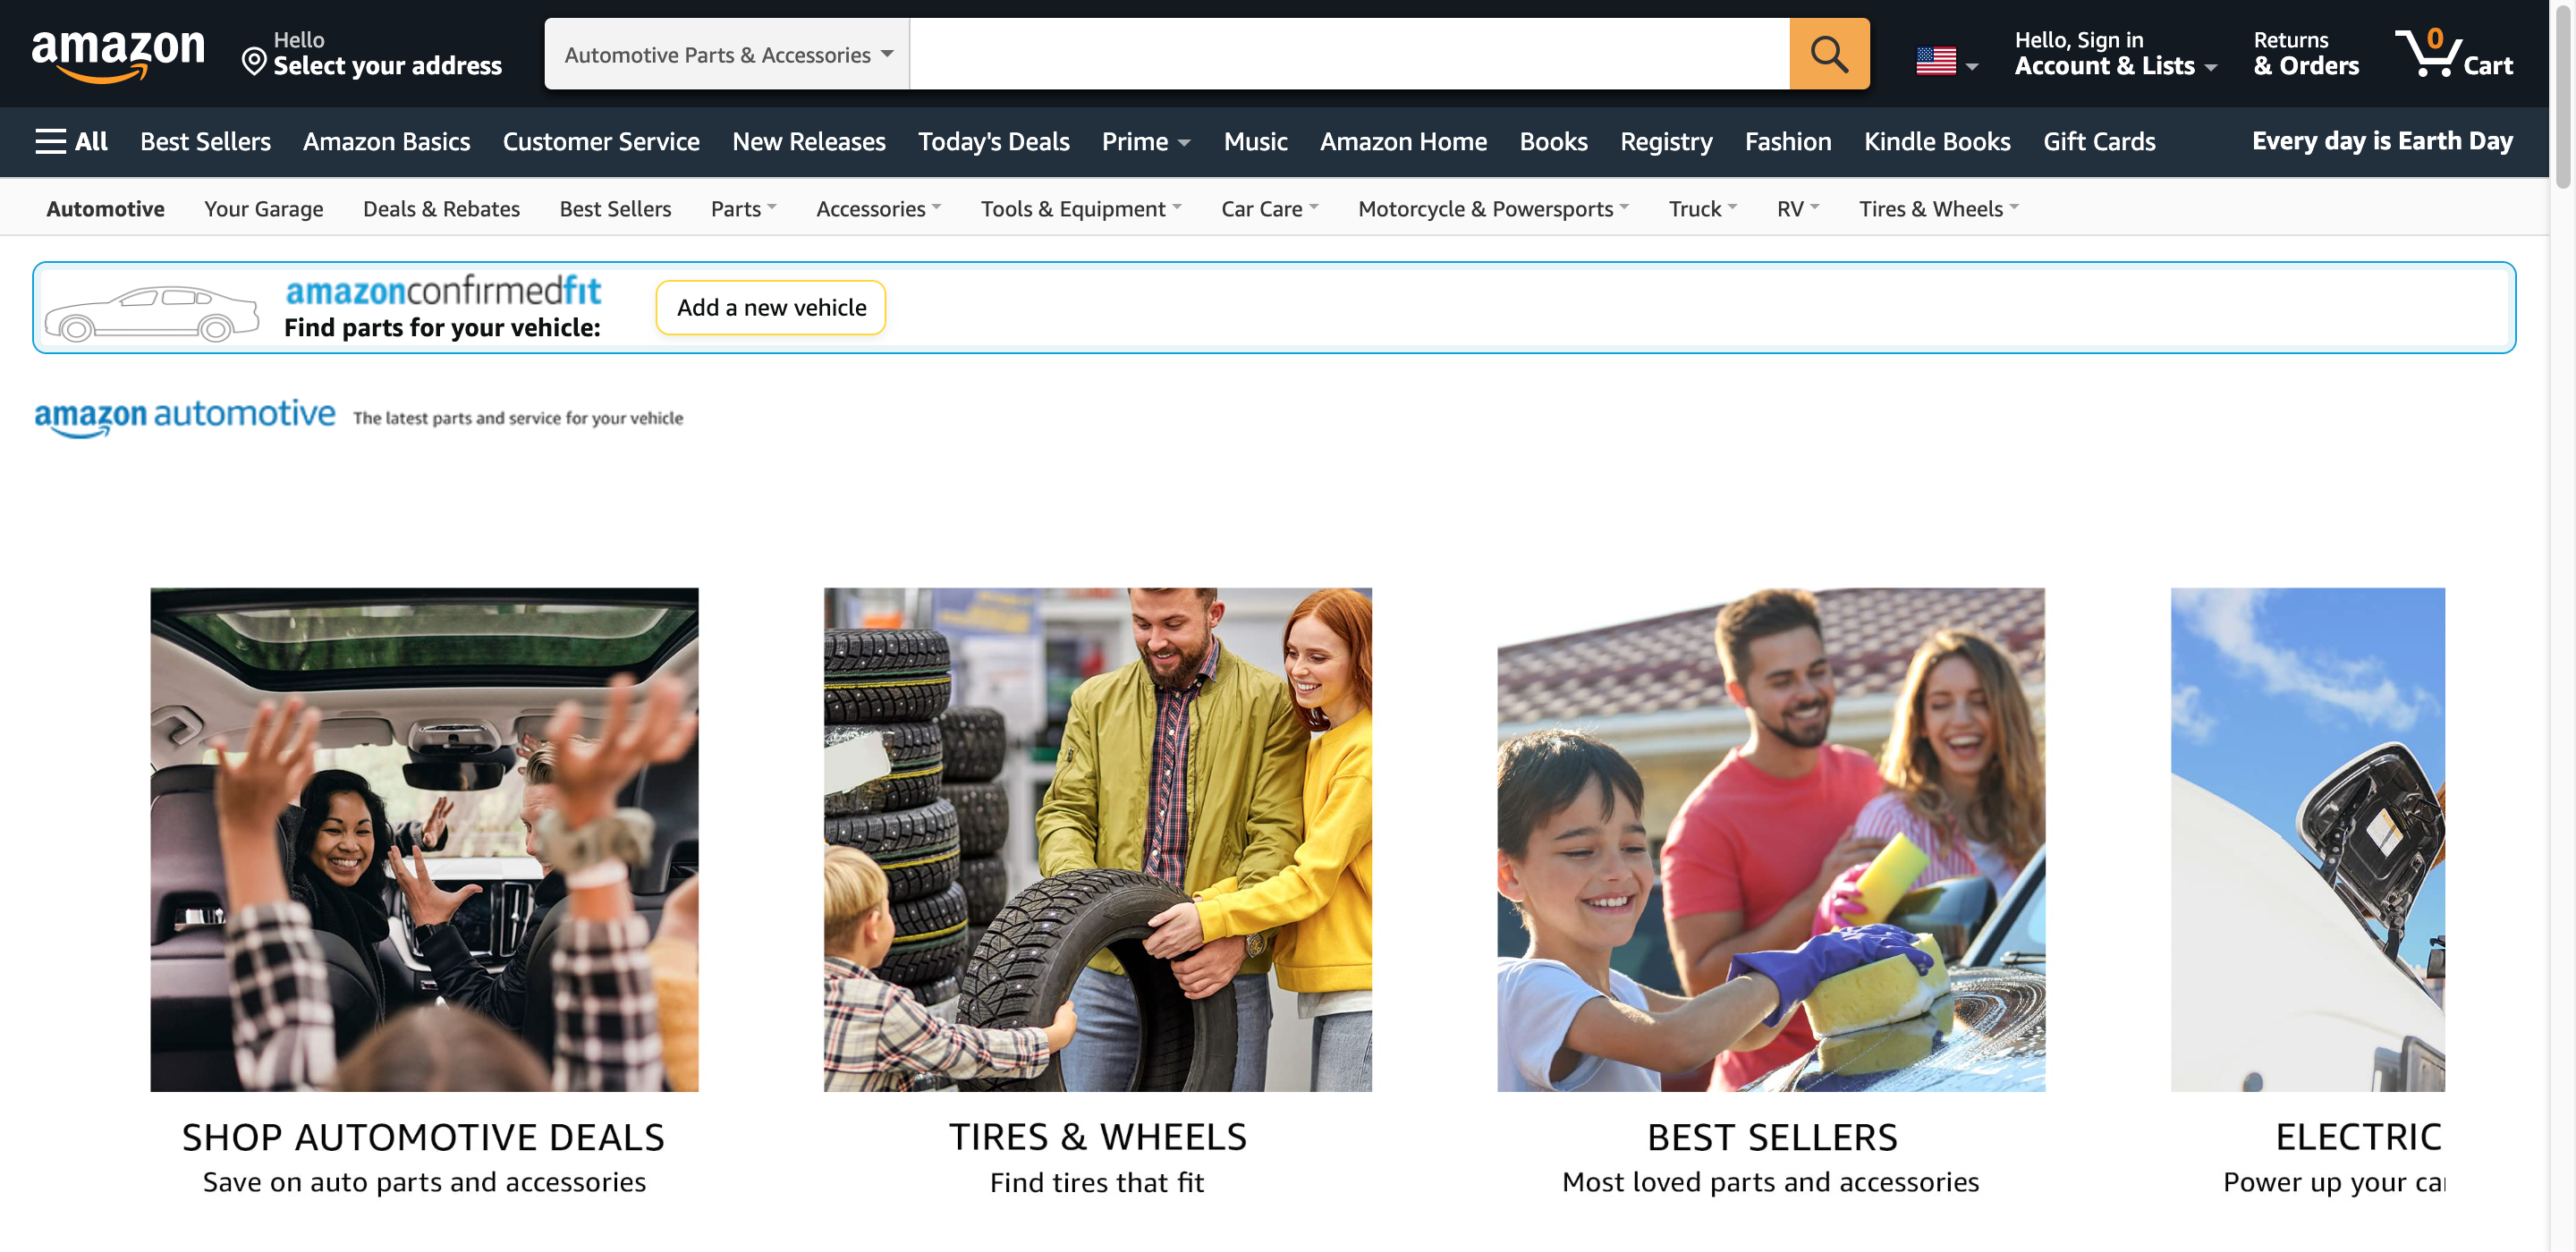 amazon
Hello
Select your address
Automotive Parts & Accessories
Hello, Sign in
Account & Lists
Returns
& Orders
0
Cart
All
Best Sellers
Amazon Basics
Customer Service
New Releases
Today's Deals
Prime
Music
Amazon Home
Books
Registry
Fashion
Kindle Books
Gift Cards
Every day is Earth Day
Automotive
Your Garage
Deals & Rebates
Best Sellers
Parts
Accessories
Tools & Equipment
Car Care
Motorcycle & Powersports
Truck
RV
Tires & Wheels
amazonconfirmedfit
Find parts for your vehicle:
Add a new vehicle
amazon automotive
The latest parts and service for your vehicle
SHOP AUTOMOTIVE DEALS
Save on auto parts and accessories
TIRES & WHEELS
Find tires that fit
BEST SELLERS
Most loved parts and accessories
ELECTRIC
Power up your car